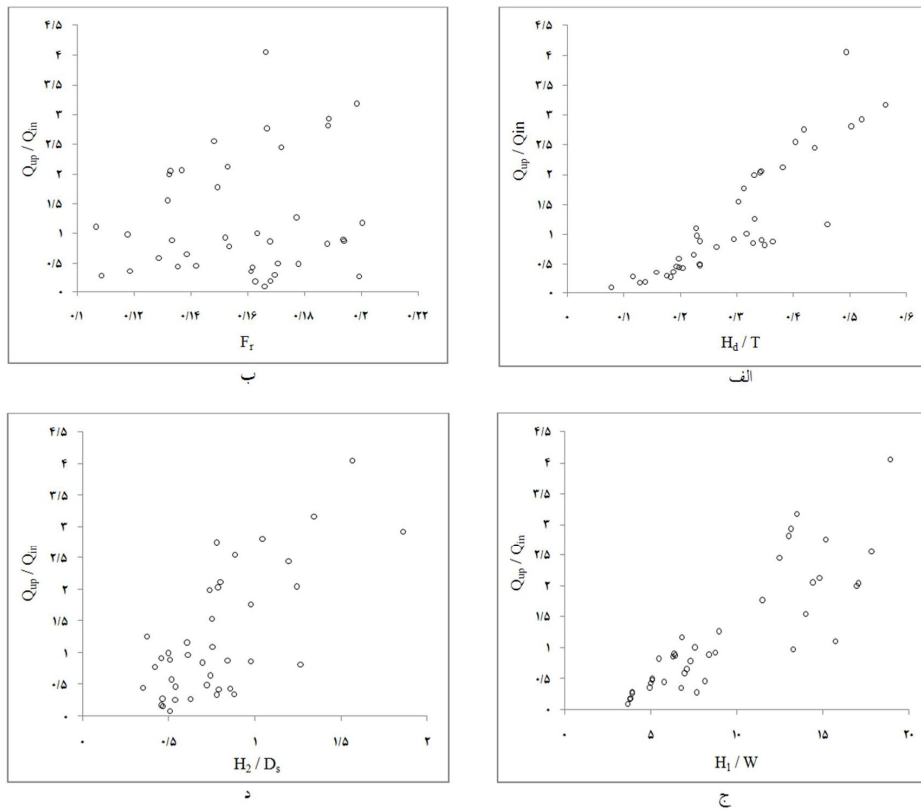 ۴/۵
۴
۳/۵
۳
۲/۵
۲
۱/۵
۱
۰/۵
۰
Q_up / Qin
۰ ۰/۱ ۰/۲ ۰/۳ ۰/۴ ۰/۵ ۰/۶
H_d / T
الف
۴/۵
۴
۳/۵
۳
۲/۵
۲
۱/۵
۱
۰/۵
۰
Q_up / Q_in
۰/۱ ۰/۱۲ ۰/۱۴ ۰/۱۶ ۰/۱۸ ۰/۲ ۰/۲۲
F_r
ب
۴/۵
۴
۳/۵
۳
۲/۵
۲
۱/۵
۱
۰/۵
۰
Q_up / Q_in
۰ ۵ ۱۰ ۱۵ ۲۰
H_1 / W
ج
۴/۵
۴
۳/۵
۳
۲/۵
۲
۱/۵
۱
۰/۵
۰
Q_up / Q_in
۰ ۰/۵ ۱ ۱/۵ ۲
H_2 / D_s
د